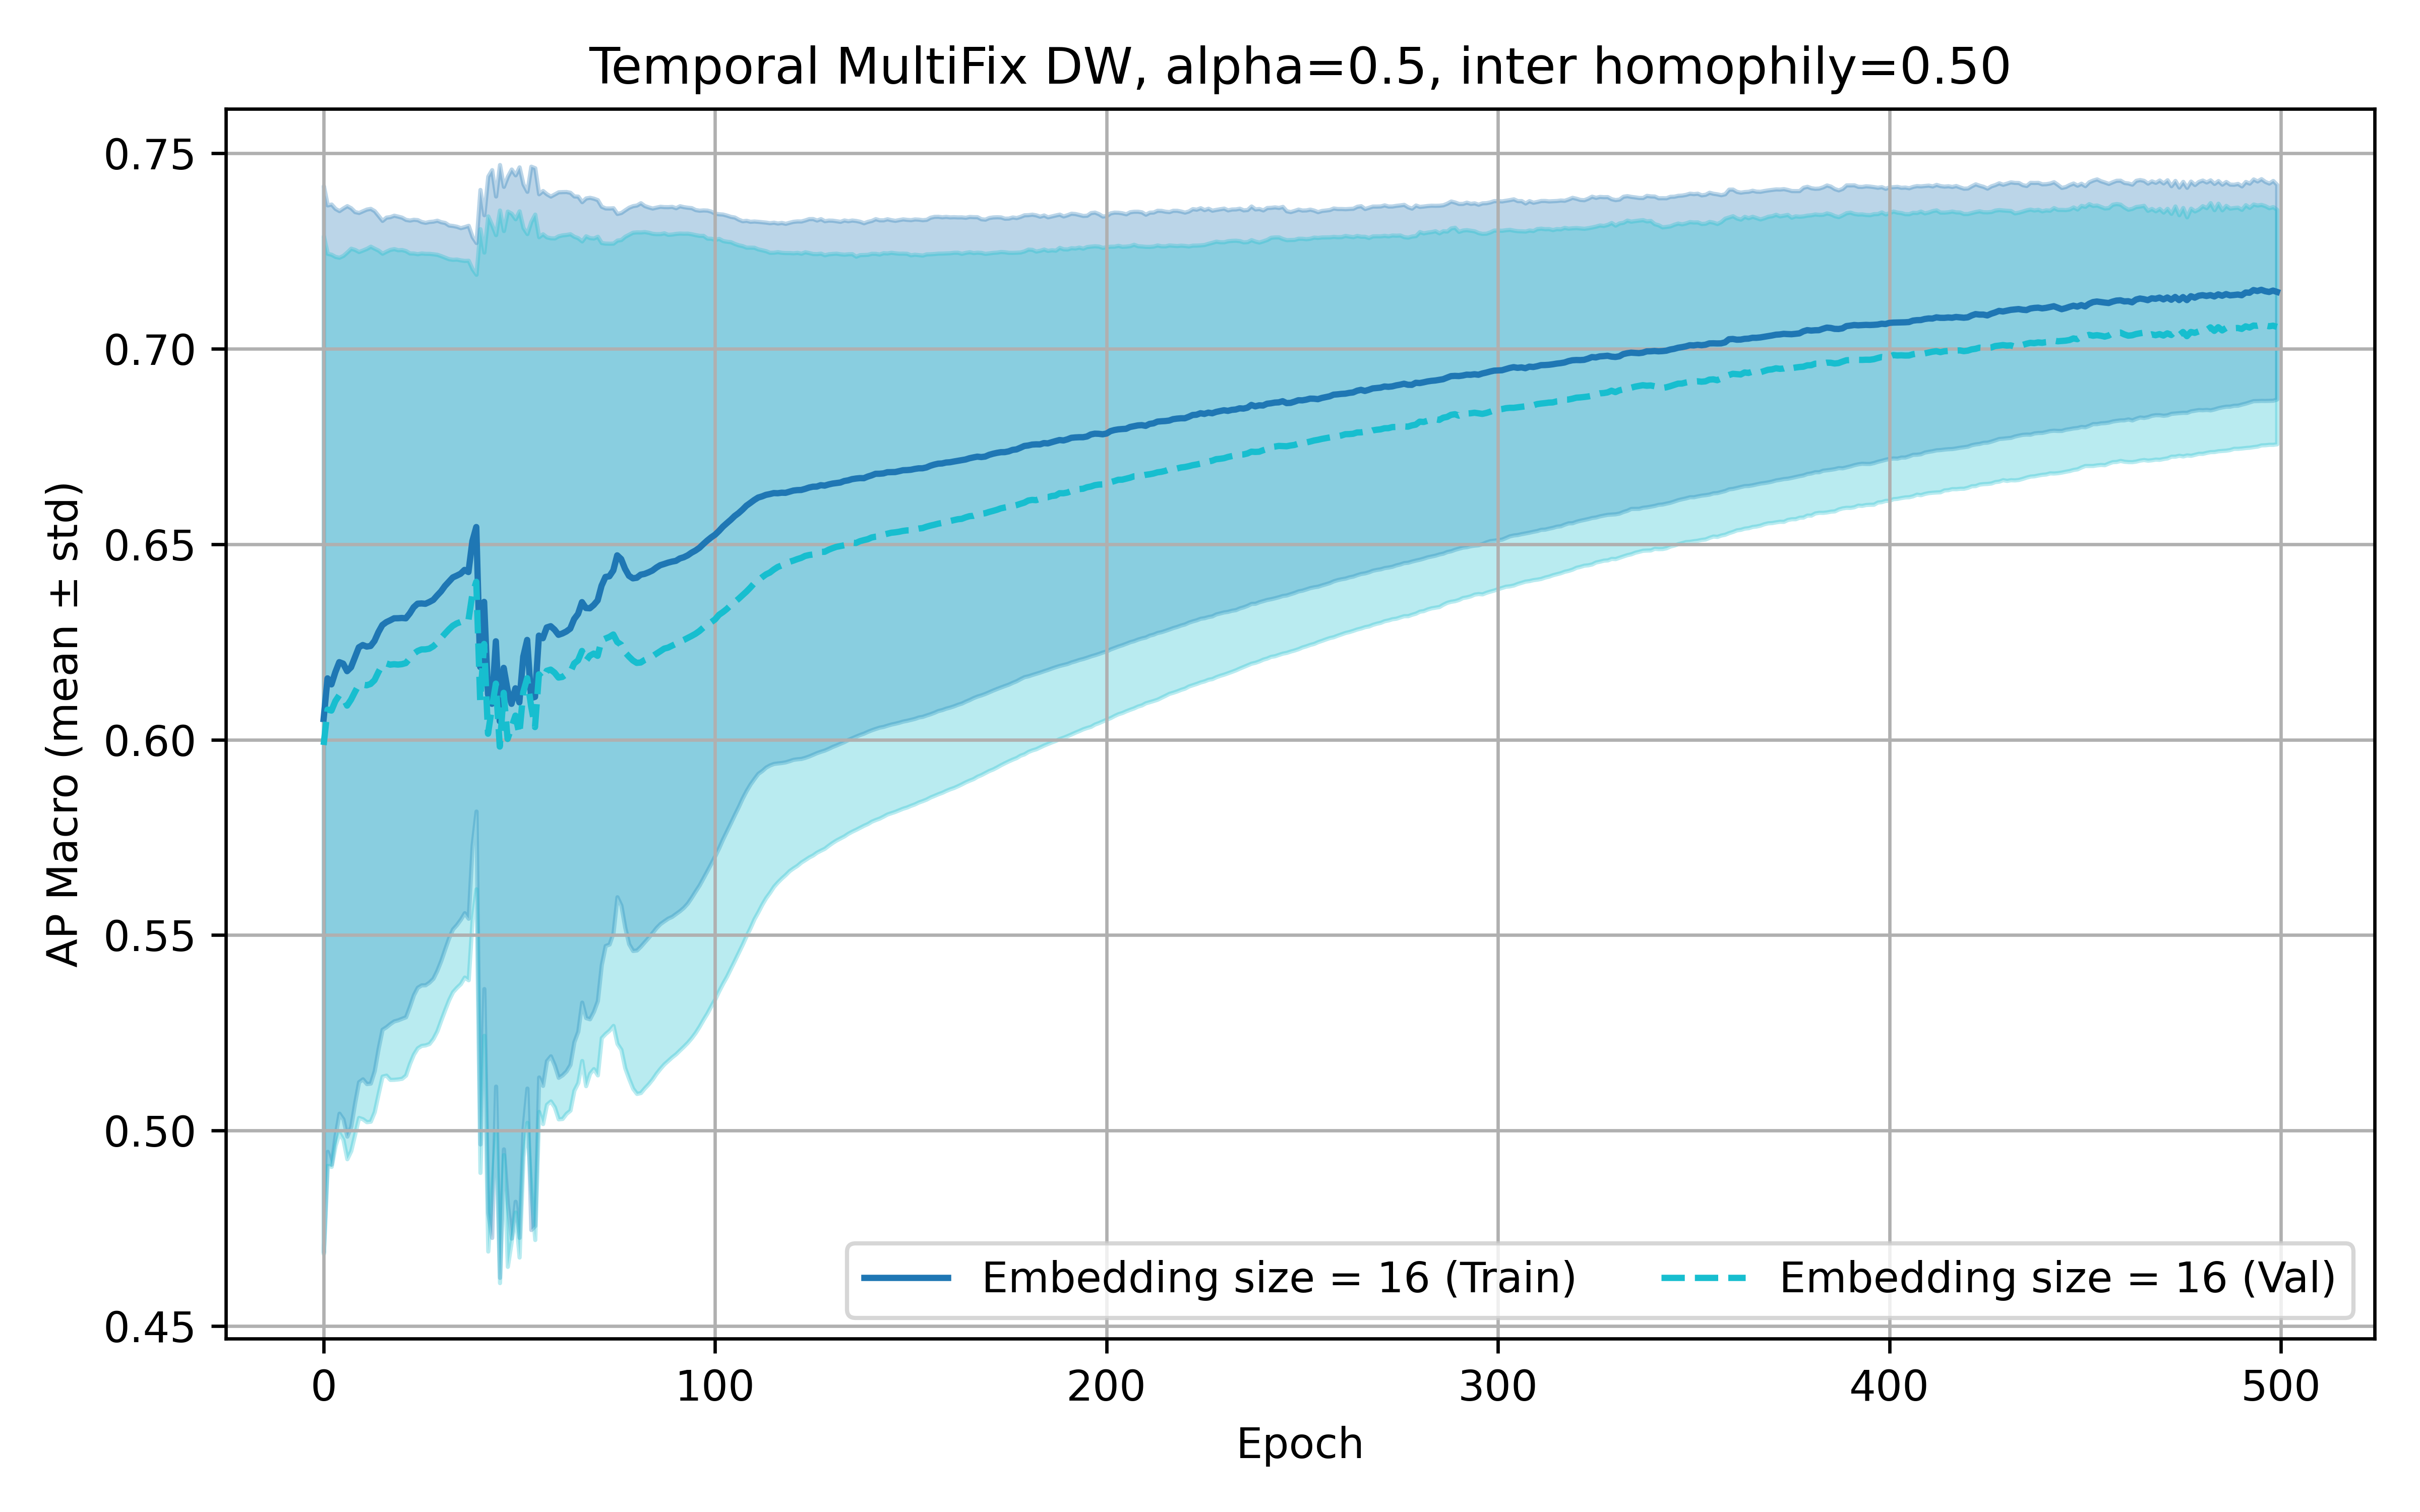 Temporal MultiFix DW, alpha=0.5, inter homophily=0.50
AP Macro (mean ± std)
0.75
0.70
0.65
0.60
0.55
0.50
0.45
Embedding size = 16 (Train)
Embedding size = 16 (Val)
0
100
200
300
400
500
Epoch